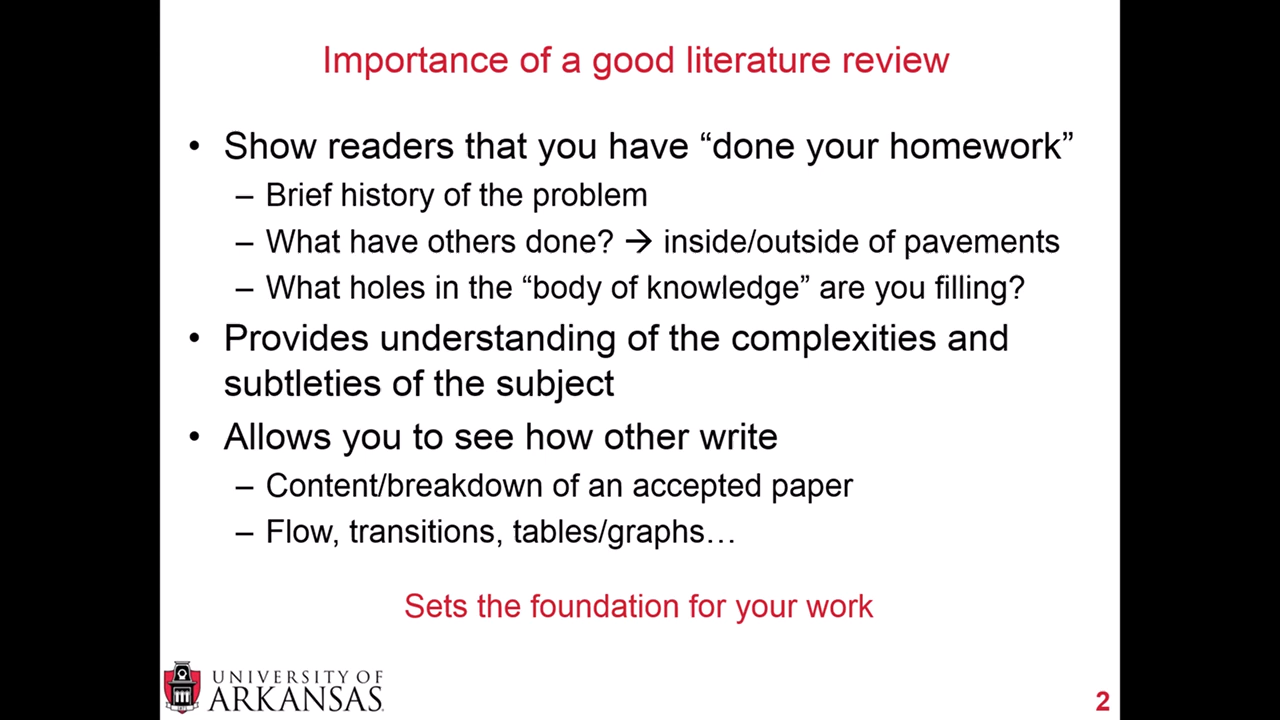 Importance of a good literature review
• Show readers that you have “done your homework”
– Brief history of the problem
– What have others done? → inside/outside of pavements
– What holes in the “body of knowledge” are you filling?
• Provides understanding of the complexities and
subtleties of the subject
• Allows you to see how other write
– Content/breakdown of an accepted paper
– Flow, transitions, tables/graphs…
Sets the foundation for your work
UNIVERSITY OF
ARKANSAS
2